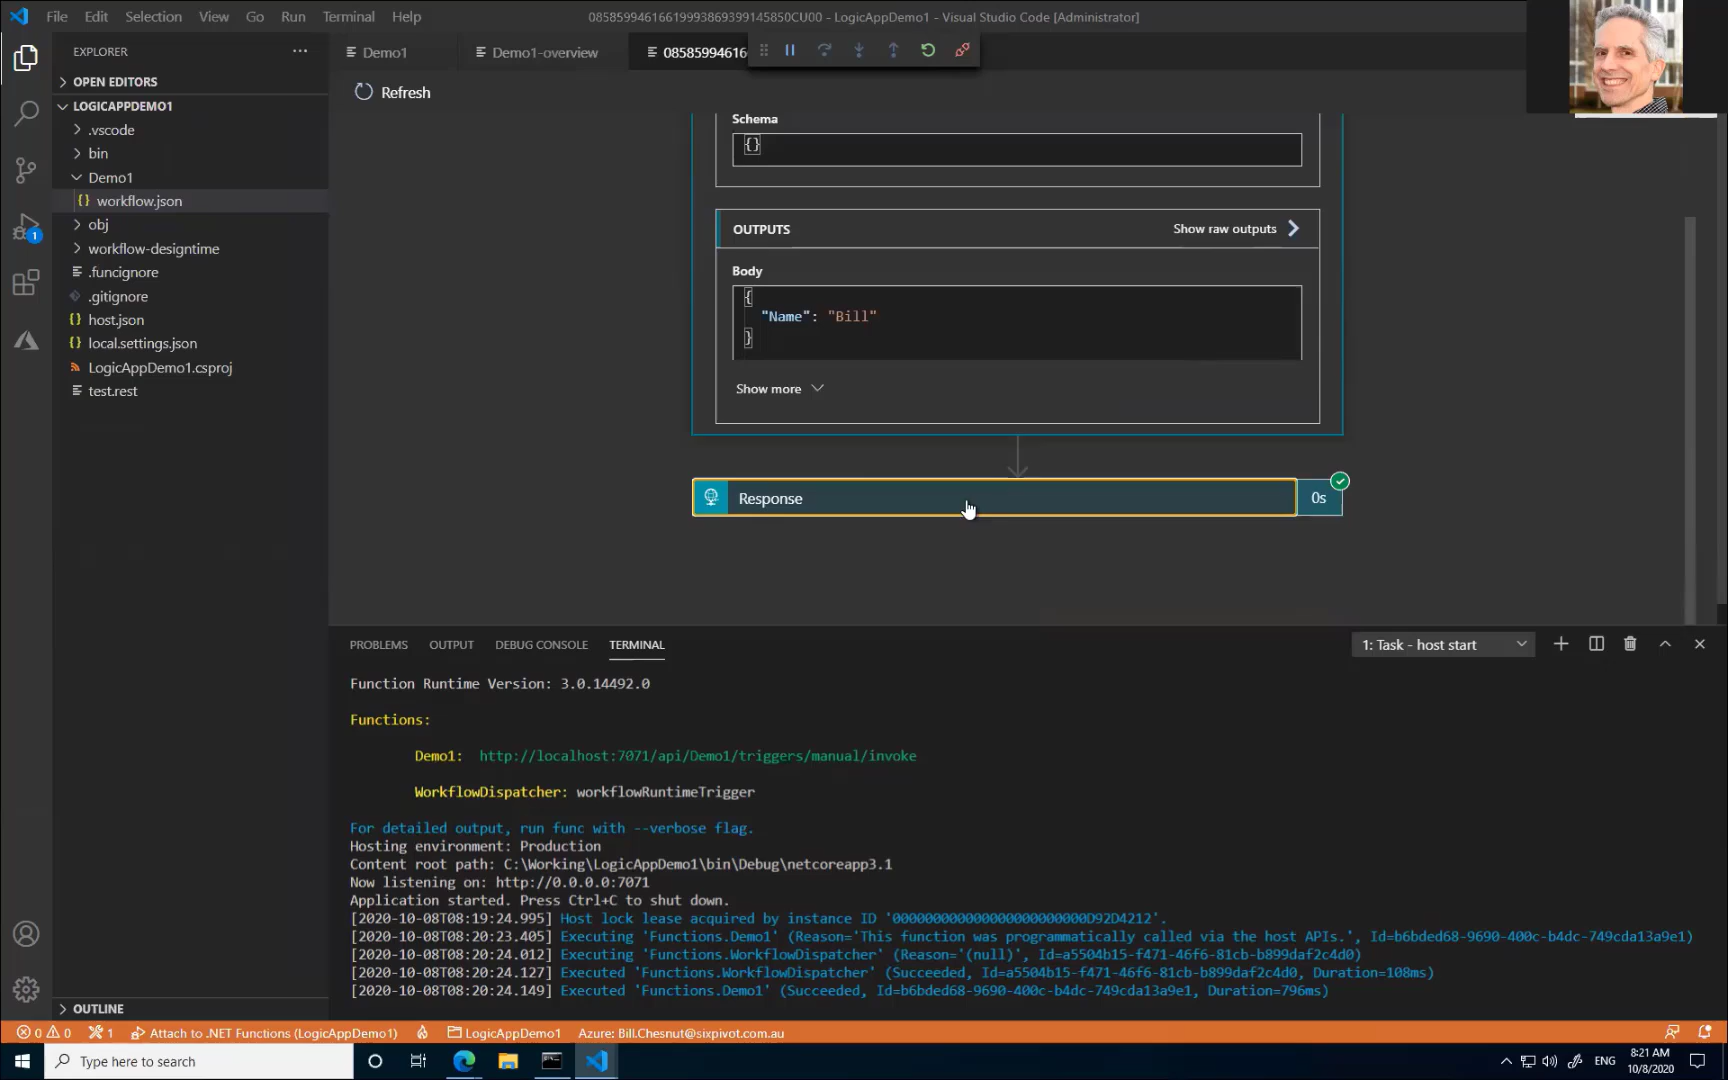 File Edit Selection View Go Run Terminal Help
08585994616619993869399145850CU00 - LogicAppDemo1 - Visual Studio Code [Administrator]
EXPLORER
Demo1
Demo1-overview
08585994616
OPEN EDITORS
LOGICAPPDEMO1
.vscode
bin
Demo1
{} workflow.json
obj
workflow-designtime
.funcignore
.gitignore
{} host.json
{} local.settings.json
LogicAppDemo1.csproj
test.rest
OUTLINE
1
Refresh
Schema
{}
OUTPUTS
Show raw outputs
Body
{
"Name": "Bill"
}
Show more
Response
0s
PROBLEMS OUTPUT DEBUG CONSOLE TERMINAL
1: Task - host start
Function Runtime Version: 3.0.14492.0
Functions:
Demo1: http://localhost:7071/api/Demo1/triggers/manual/invoke
WorkflowDispatcher: workflowRuntimeTrigger
For detailed output, run func with --verbose flag.
Hosting environment: Production
Content root path: C:\Working\LogicAppDemo1\bin\Debug\netcoreapp3.1
Now listening on: http://0.0.0.0:7071
Application started. Press Ctrl+C to shut down.
[2020-10-08T08:19:24.995] Host lock lease acquired by instance ID '000000000000000000000000D92D4212'.
[2020-10-08T08:20:23.405] Executing 'Functions.Demo1' (Reason='This function was programmatically called via the host APIs.', Id=b6bded68-9690-400c-b4dc-749cda13a9e1)
[2020-10-08T08:20:24.012] Executing 'Functions.WorkflowDispatcher' (Reason='(null)', Id=a5504b15-f471-46f6-81cb-b899daf2c4d0)
[2020-10-08T08:20:24.127] Executed 'Functions.WorkflowDispatcher' (Succeeded, Id=a5504b15-f471-46f6-81cb-b899daf2c4d0, Duration=108ms)
[2020-10-08T08:20:24.149] Executed 'Functions.Demo1' (Succeeded, Id=b6bded68-9690-400c-b4dc-749cda13a9e1, Duration=796ms)
0 0 1 Attach to .NET Functions (LogicAppDemo1) LogicAppDemo1 Azure: Bill.Chesnut@sixpivot.com.au
Type here to search
ENG
8:21 AM
10/8/2020